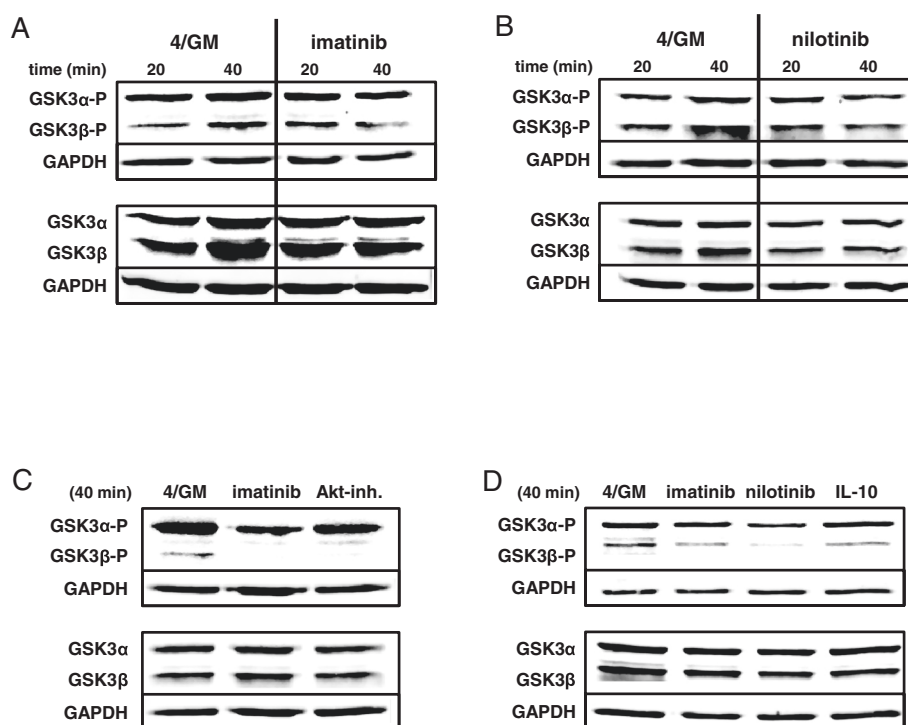 A
4/GM imatinib
time (min) 20 40 20 40
GSK3α-P
GSK3β-P
GAPDH
GSK3α
GSK3β
GAPDH
B
4/GM nilotinib
time (min) 20 40 20 40
GSK3α-P
GSK3β-P
GAPDH
GSK3α
GSK3β
GAPDH
C
(40 min) 4/GM imatinib Akt-inh.
GSK3α-P
GSK3β-P
GAPDH
GSK3α
GSK3β
GAPDH
D
(40 min) 4/GM imatinib nilotinib IL-10
GSK3α-P
GSK3β-P
GAPDH
GSK3α
GSK3β
GAPDH